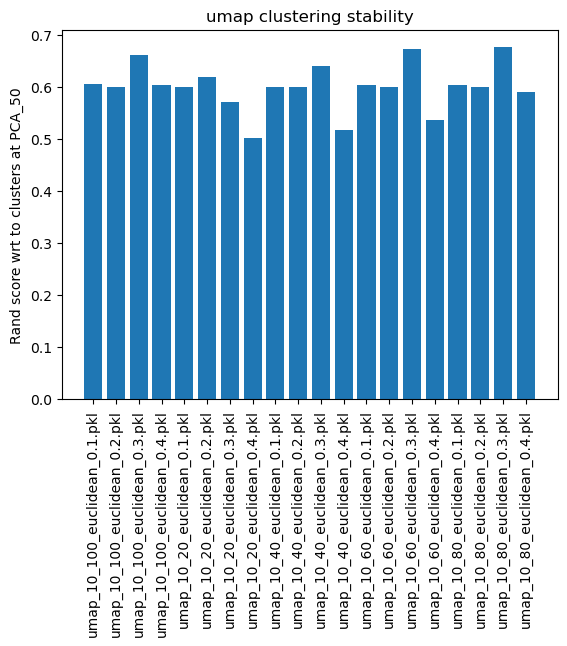 umap clustering stability
Rand score wrt to clusters at PCA_50
0.7
0.6
0.5
0.4
0.3
0.2
0.1
0.0
umap_10_100_euclidean_0.1.pkl
umap_10_100_euclidean_0.2.pkl
umap_10_100_euclidean_0.3.pkl
umap_10_100_euclidean_0.4.pkl
umap_10_20_euclidean_0.1.pkl
umap_10_20_euclidean_0.2.pkl
umap_10_20_euclidean_0.3.pkl
umap_10_20_euclidean_0.4.pkl
umap_10_40_euclidean_0.1.pkl
umap_10_40_euclidean_0.2.pkl
umap_10_40_euclidean_0.3.pkl
umap_10_40_euclidean_0.4.pkl
umap_10_60_euclidean_0.1.pkl
umap_10_60_euclidean_0.2.pkl
umap_10_60_euclidean_0.3.pkl
umap_10_60_euclidean_0.4.pkl
umap_10_80_euclidean_0.1.pkl
umap_10_80_euclidean_0.2.pkl
umap_10_80_euclidean_0.3.pkl
umap_10_80_euclidean_0.4.pkl